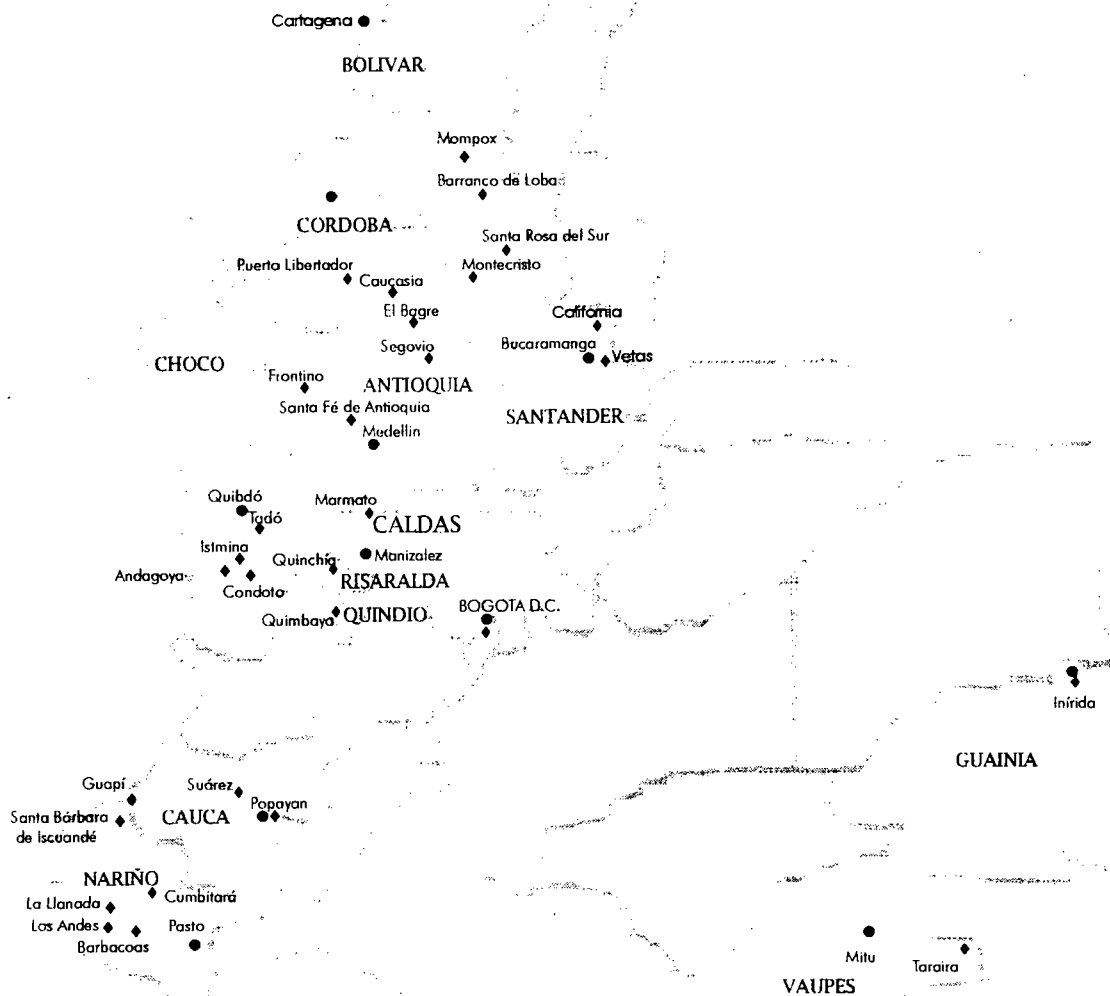 Cartagena
BOLIVAR
Mompox
Barranco de Loba
CORDOBA
Santa Rosa del Sur
Puerta Libertador
Montecristo
Caucasia
El Bagre
California
Segovio
Bucaramanga
Vetas
CHOCO
Frontino
ANTIOQUIA
Santa Fé de Antioquia
SANTANDER
Medellin
Quibdó
Marmato
Tadó
CALDAS
Istmina
Quinchía
Manizalez
Andagoya
RISARALDA
Condoto
BOGOTA D.C.
Quimbaya
QUINDIO
Inírida
GUAINIA
Guapí
Suárez
Popayan
Santa Bárbara
de Iscuandé
CAUCA
NARIÑO
Cumbitará
La Llanada
Los Andes
Pasto
Barbacoas
Mitu
Taraira
VAUPES